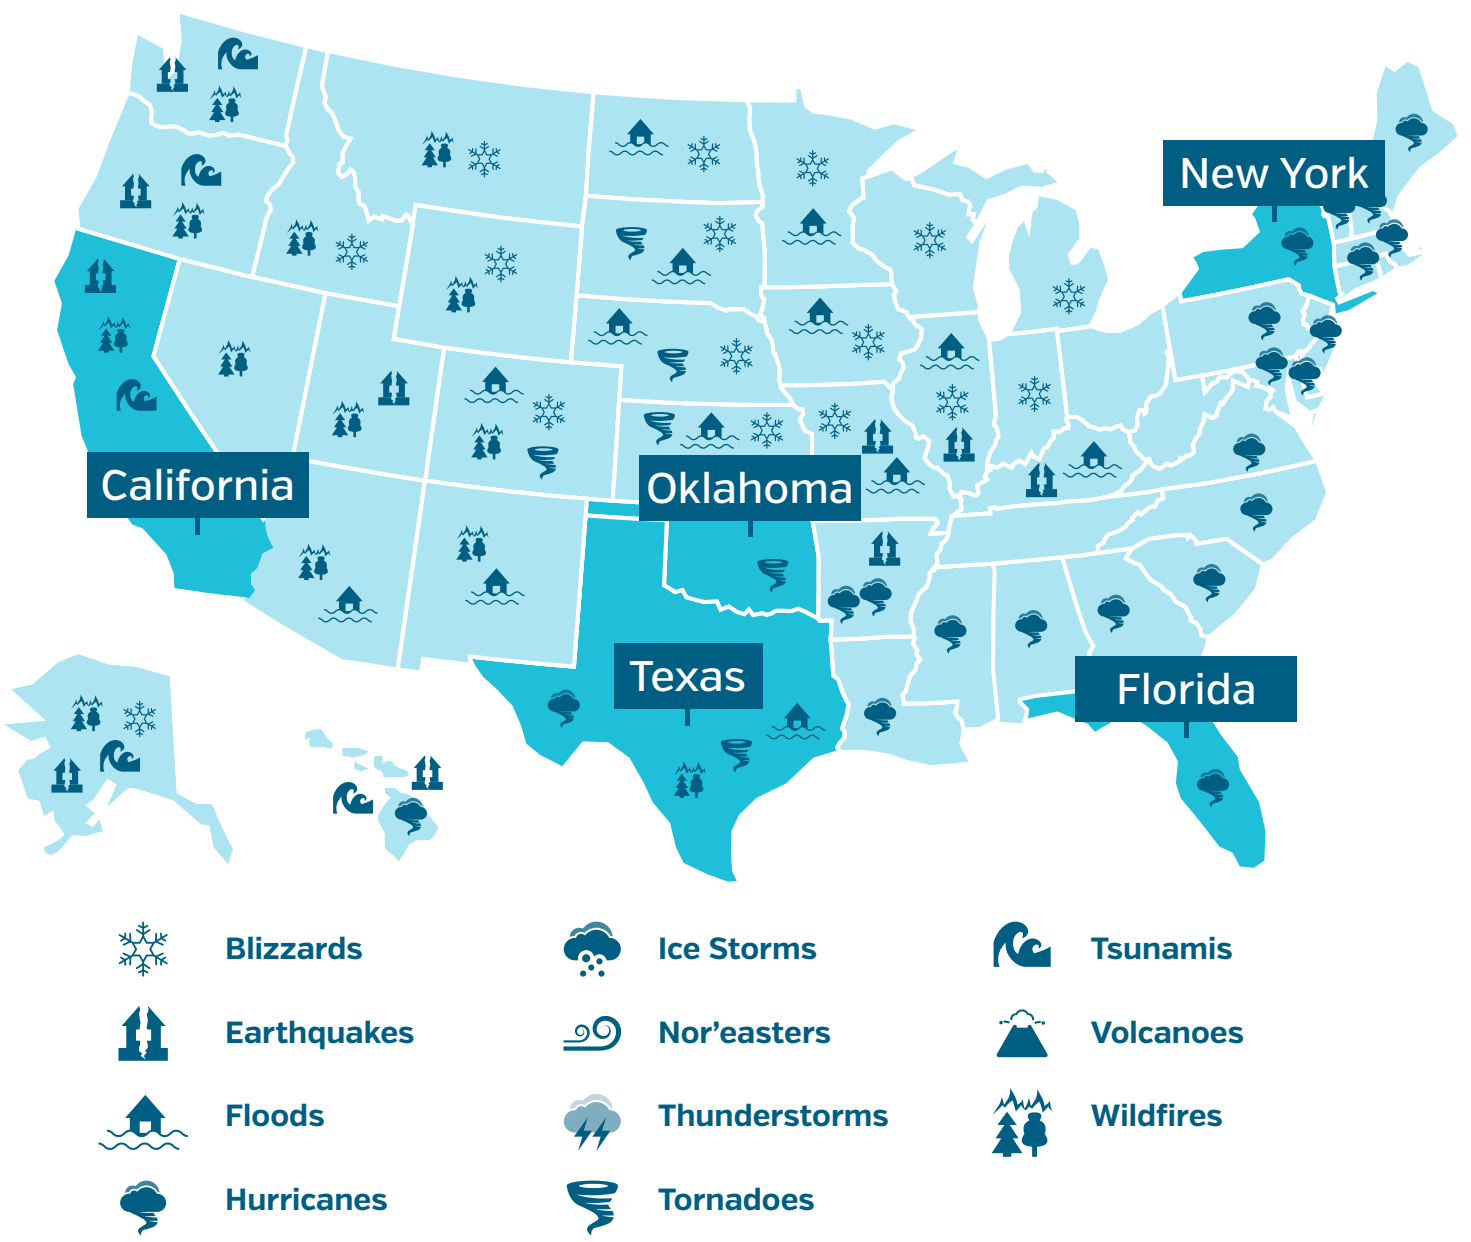 New York
California
Oklahoma
Texas
Florida
Blizzards
Ice Storms
Tsunamis
Earthquakes
Nor’easters
Volcanoes
Floods
Thunderstorms
Wildfires
Hurricanes
Tornadoes